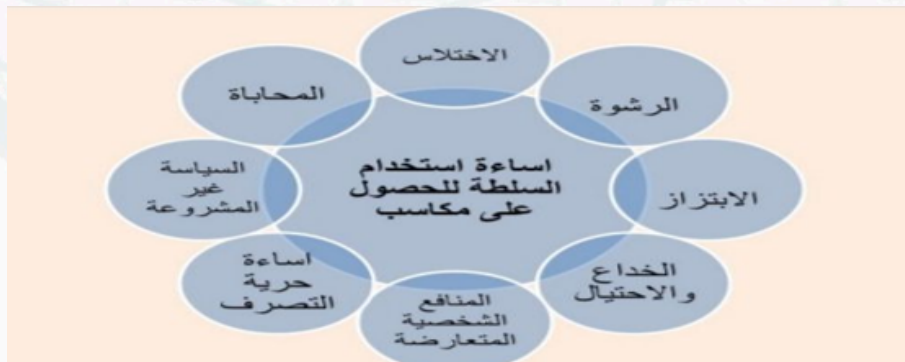 الاختلاس
الرشوة
الابتزاز
الخداع
والاحتيال
المنافع
الشخصية
المتعارضة
اساءة
حرية
التصرف
السياسة
غير
المشروعة
المحاباة
اساءة استخدام
السلطة للحصول
على مكاسب